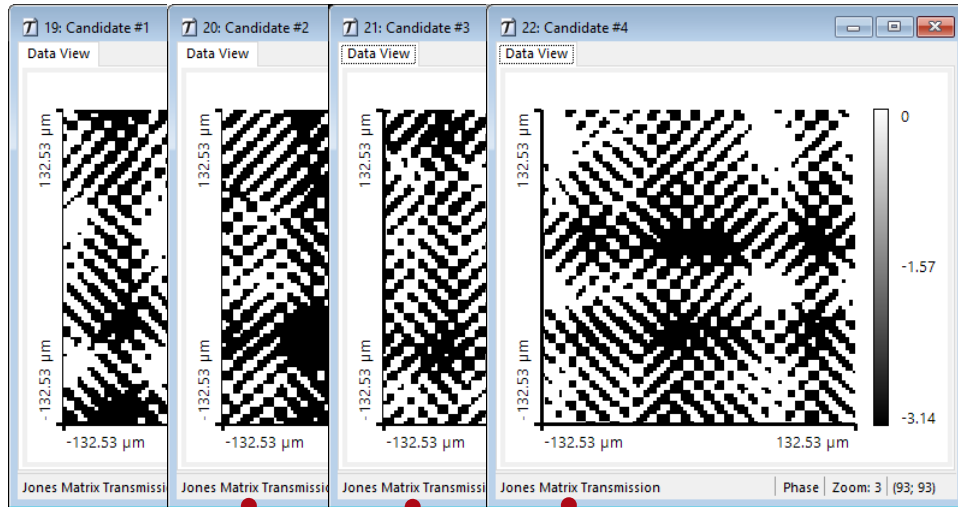 19: Candidate #1
Data View
132.53 µm
-132.53 µm
-132.53 µm
Jones Matrix Transmissi
20: Candidate #2
Data View
132.53 µm
-132.53 µm
-132.53 µm
Jones Matrix Transmissi
21: Candidate #3
Data View
132.53 µm
-132.53 µm
-132.53 µm
Jones Matrix Transmissi
22: Candidate #4
Data View
132.53 µm
-132.53 µm
-132.53 µm
132.53 µm
0
-1.57
-3.14
Jones Matrix Transmission
Phase
Zoom: 3
(93; 93)